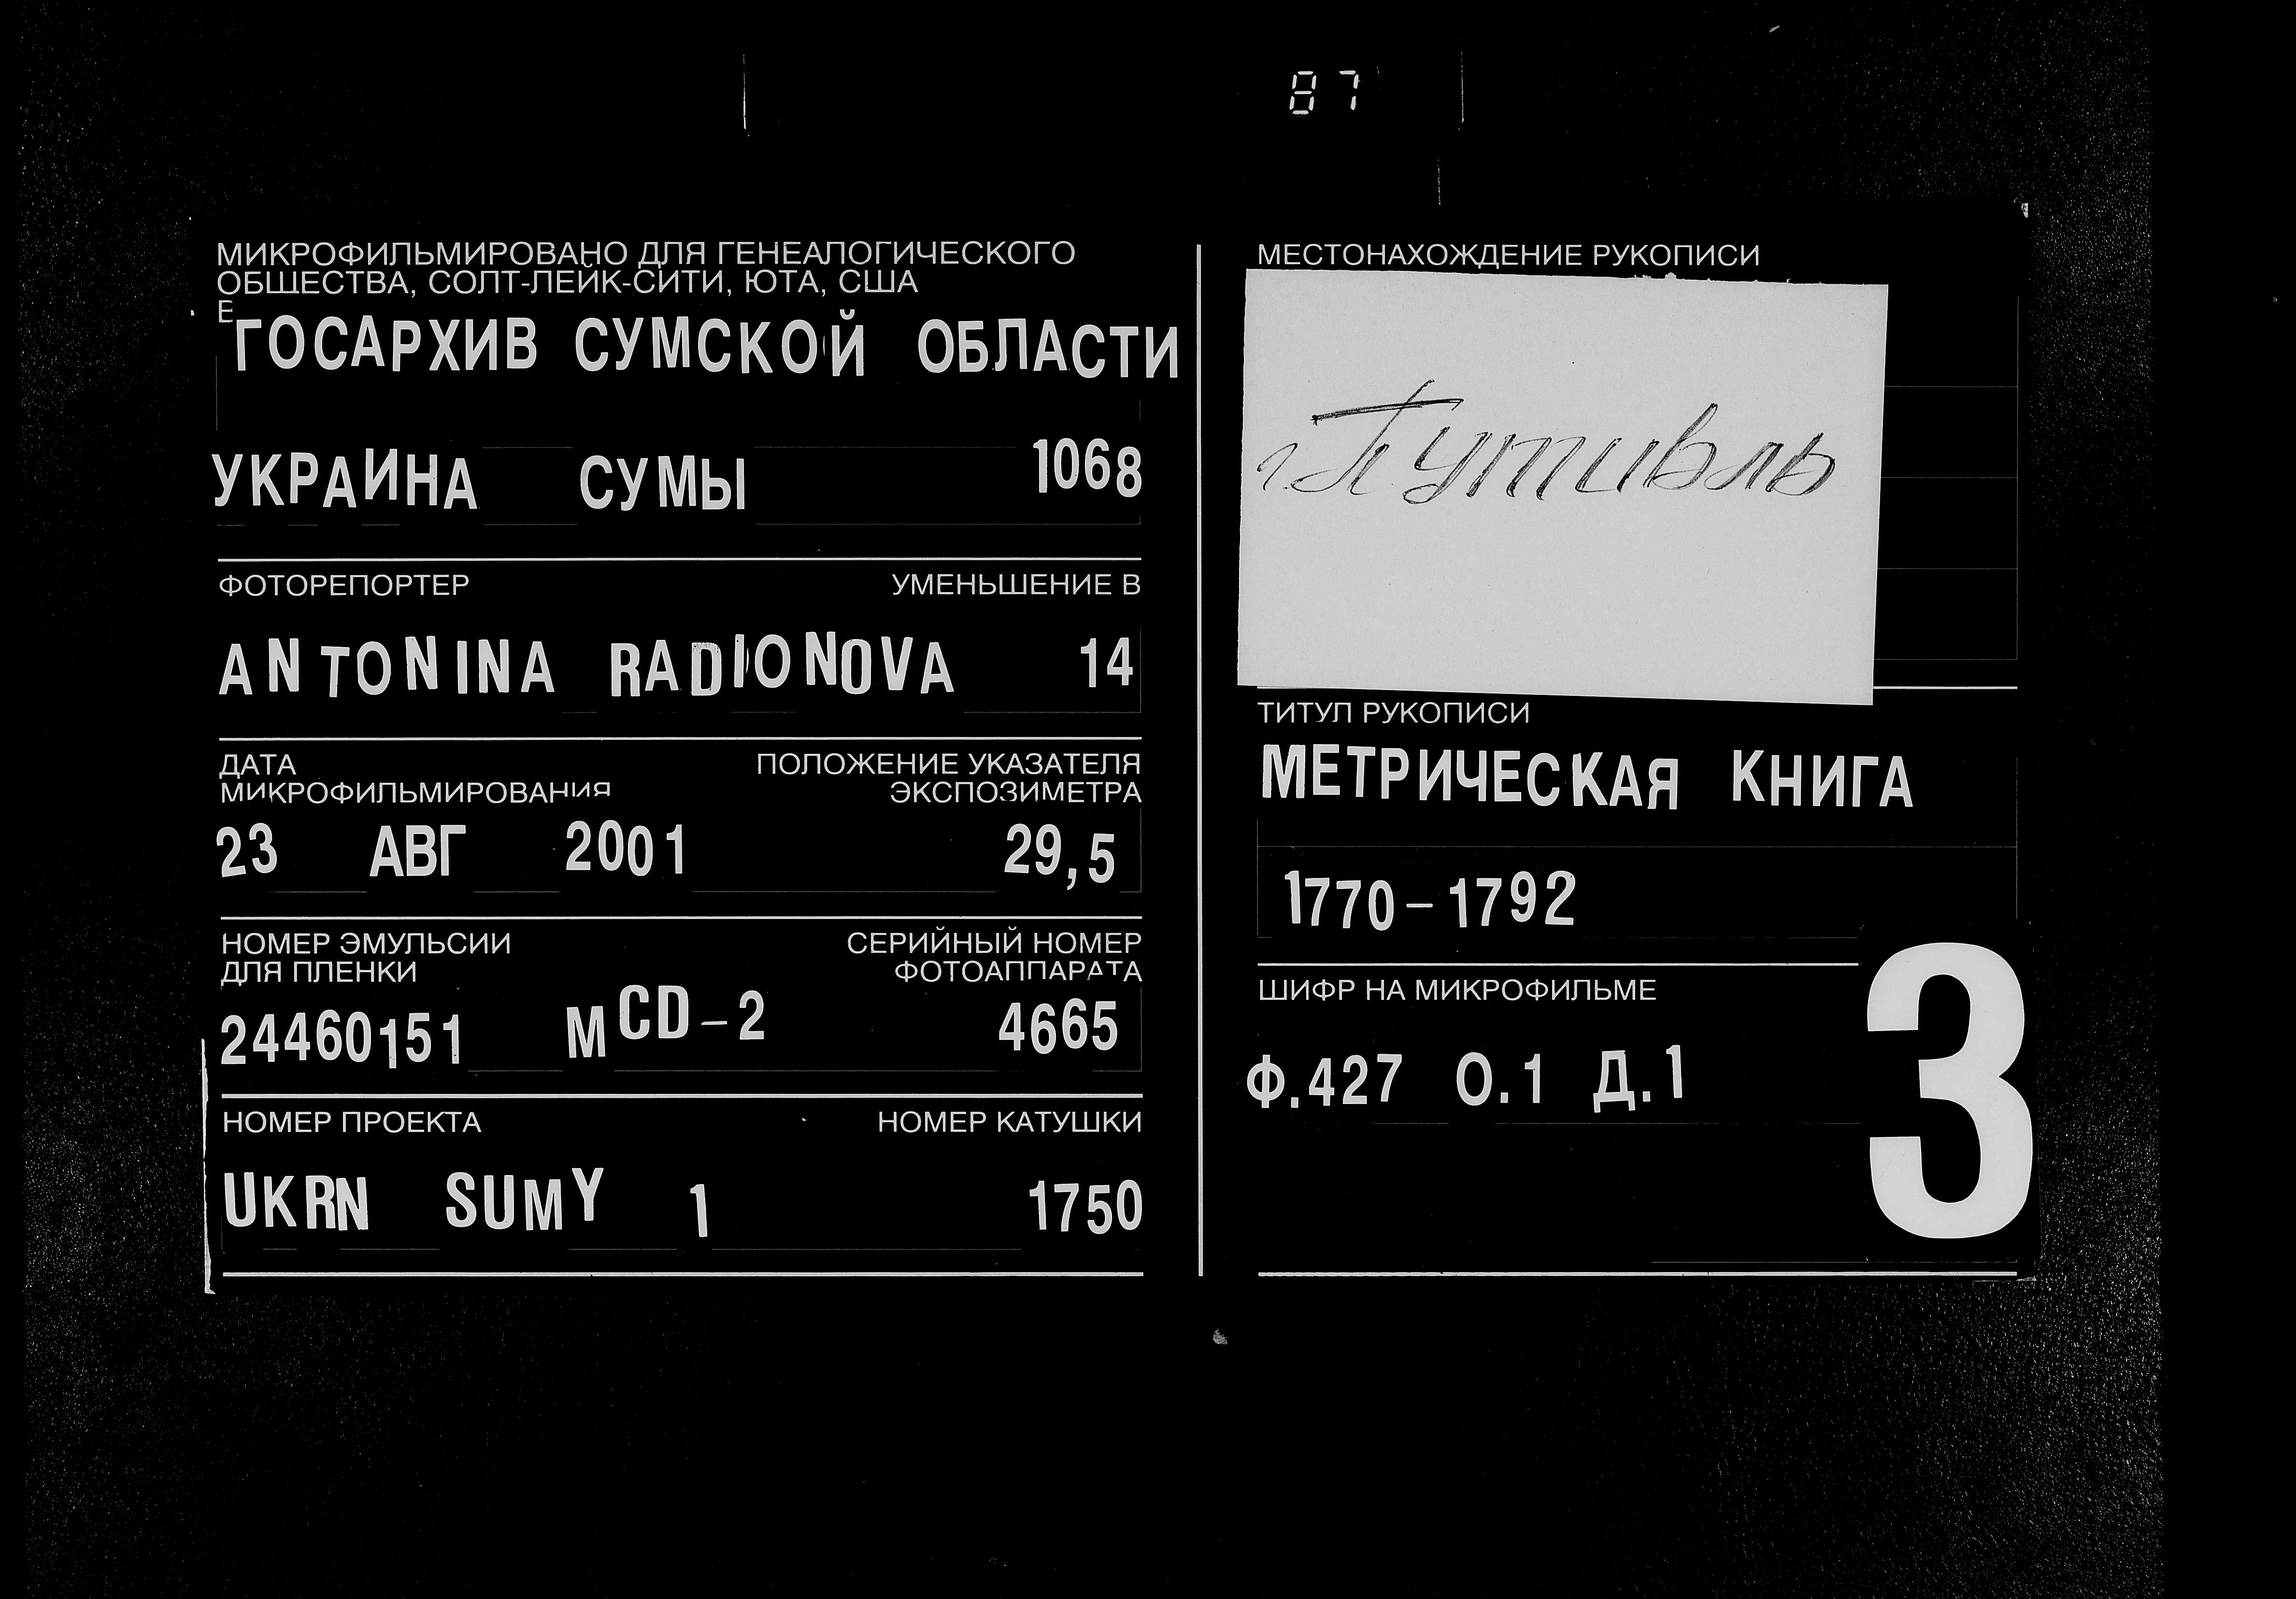 87
МИКРОФИЛЬМИРОВАНО ДЛЯ ГЕНЕАЛОГИЧЕСКОГО
ОБЩЕСТВА, СОЛТ-ЛЕЙК-СИТИ, ЮТА, США
Е
ГОСАРХИВ СУМСКОЙ ОБЛАСТИ
УКРАИНА СУМЫ 1068
ФОТОРЕПОРТЕР УМЕНЬШЕНИЕ В
ANTONINA RADIONOVA 14
ДАТА
МИКРОФИЛЬМИРОВАНИЯ
ПОЛОЖЕНИЕ УКАЗАТЕЛЯ
ЭКСПОЗИМЕТРА
23 АВГ 2001 29,5
НОМЕР ЭМУЛЬСИИ
ДЛЯ ПЛЕНКИ
СЕРИЙНЫЙ НОМЕР
ФОТОАППАРАТА
24460151 MCD-2 4665
НОМЕР ПРОЕКТА НОМЕР КАТУШКИ
UKRN SUMY 1 1750
МЕСТОНАХОЖДЕНИЕ РУКОПИСИ
г. Путивль
ТИТУЛ РУКОПИСИ
МЕТРИЧЕСКАЯ КНИГА
1770-1792
ШИФР НА МИКРОФИЛЬМЕ
Ф.427 О.1 Д.1
3